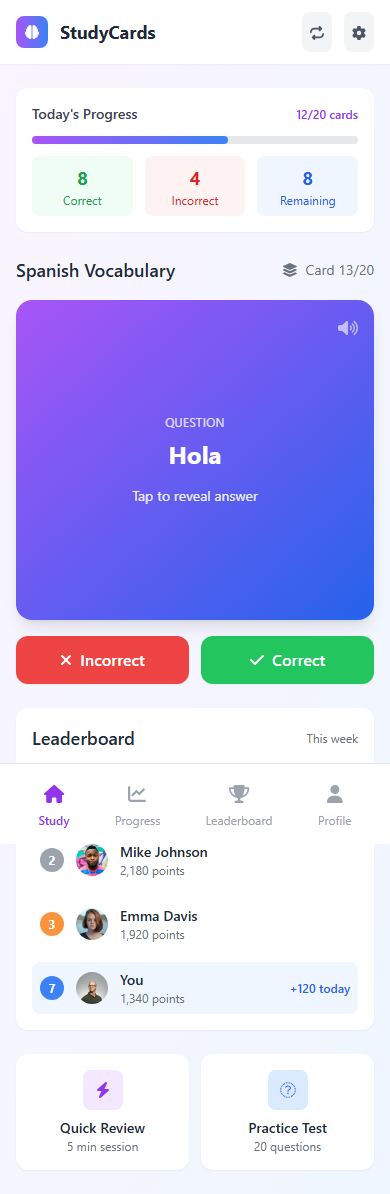 StudyCards
Today's Progress
12/20 cards
8
Correct
4
Incorrect
8
Remaining
Spanish Vocabulary
Card 13/20
QUESTION
Hola
Tap to reveal answer
Incorrect
Correct
Leaderboard
This week
Study
Progress
Leaderboard
Profile
2
Mike Johnson
2,180 points
3
Emma Davis
1,920 points
7
You
1,340 points
+120 today
Quick Review
5 min session
Practice Test
20 questions